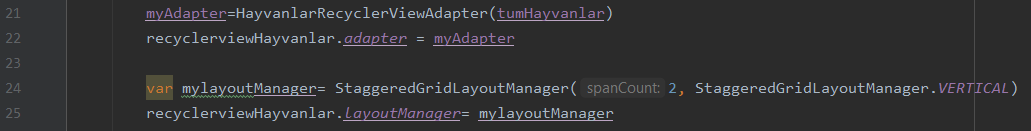 21 myAdapter=HayvanlarRecyclerViewAdapter(tumHayvanlar)
22 recyclerviewHayvanlar.adapter = myAdapter
23
24 var mylayoutManager= StaggeredGridLayoutManager( spanCount: 2, StaggeredGridLayoutManager.VERTICAL)
25 recyclerviewHayvanlar.LayoutManager= mylayoutManager